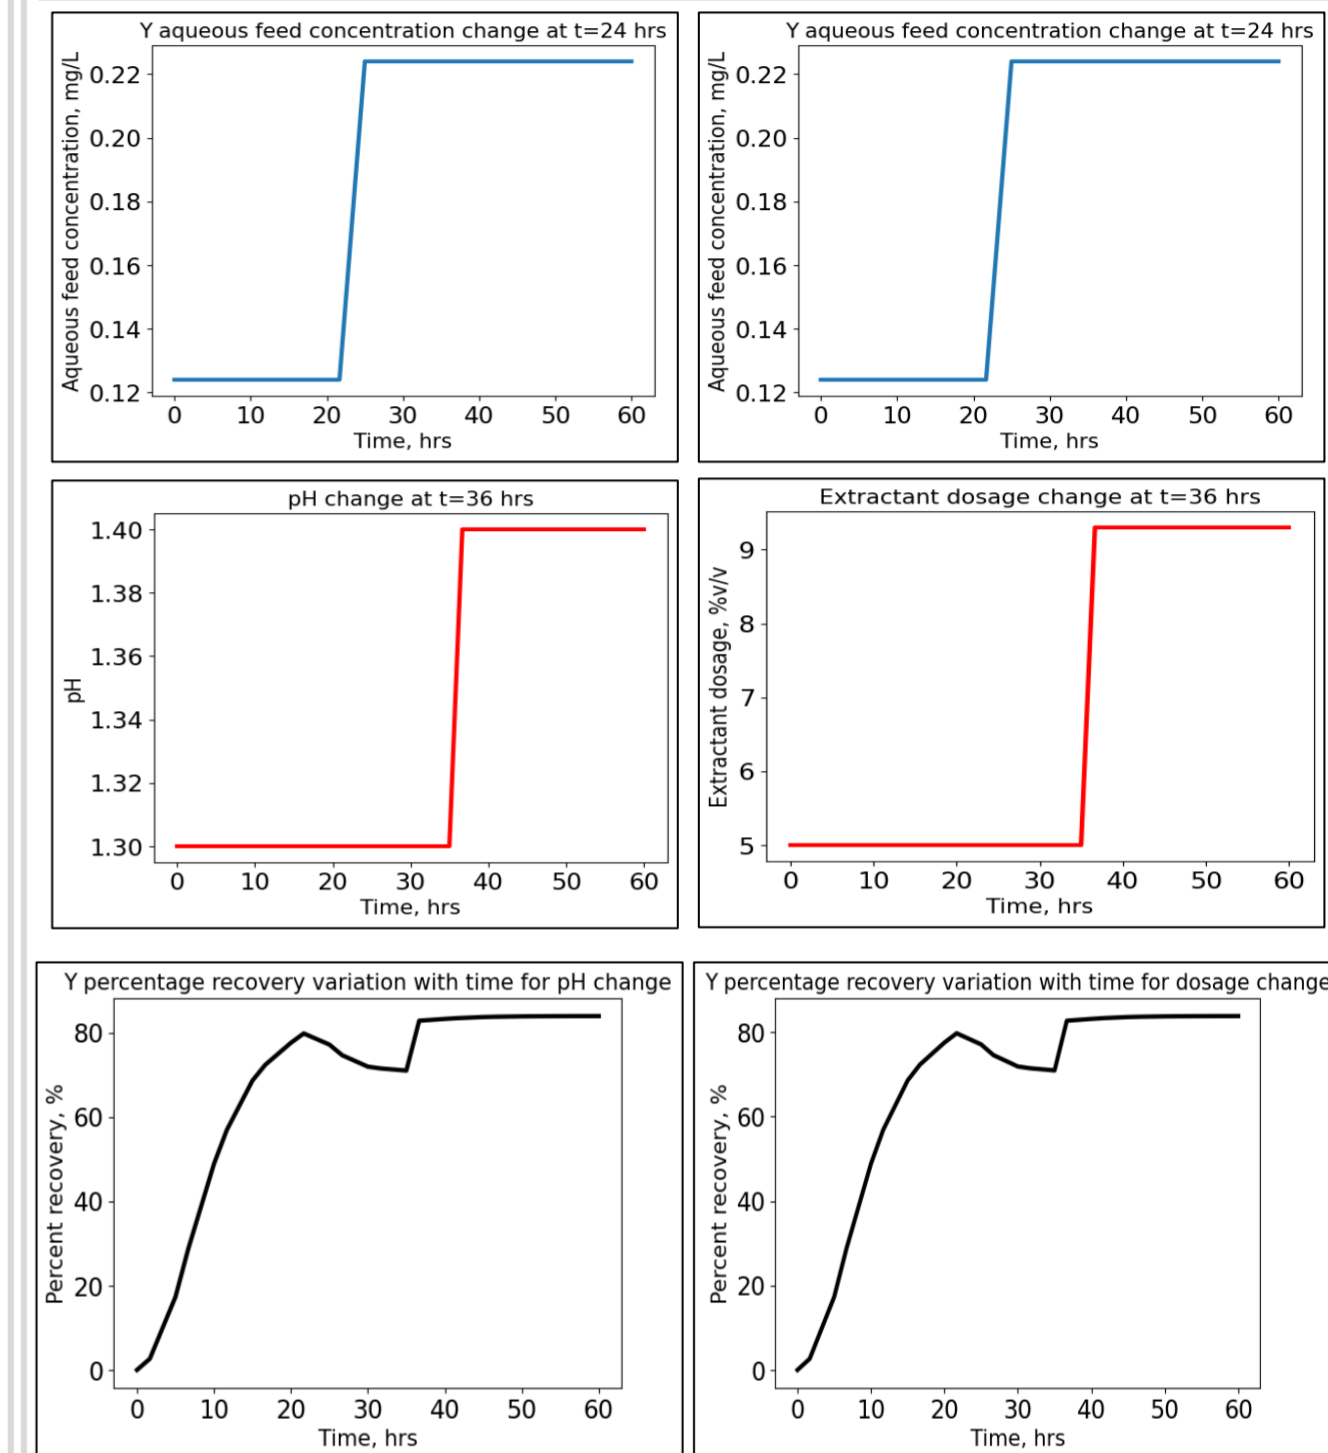 Y aqueous feed concentration change at t=24 hrs
Aqueous feed concentration, mg/L
0.22
0.20
0.18
0.16
0.14
0.12
0 10 20 30 40 50 60
Time, hrs
Y aqueous feed concentration change at t=24 hrs
Aqueous feed concentration, mg/L
0.22
0.20
0.18
0.16
0.14
0.12
0 10 20 30 40 50 60
Time, hrs
pH change at t=36 hrs
pH
1.40
1.38
1.36
1.34
1.32
1.30
0 10 20 30 40 50 60
Time, hrs
Extractant dosage change at t=36 hrs
Extractant dosage, %v/v
9
8
7
6
5
0 10 20 30 40 50 60
Time, hrs
Y percentage recovery variation with time for pH change
Percent recovery, %
80
60
40
20
0
0 10 20 30 40 50 60
Time, hrs
Y percentage recovery variation with time for dosage change
Percent recovery, %
80
60
40
20
0
0 10 20 30 40 50 60
Time, hrs